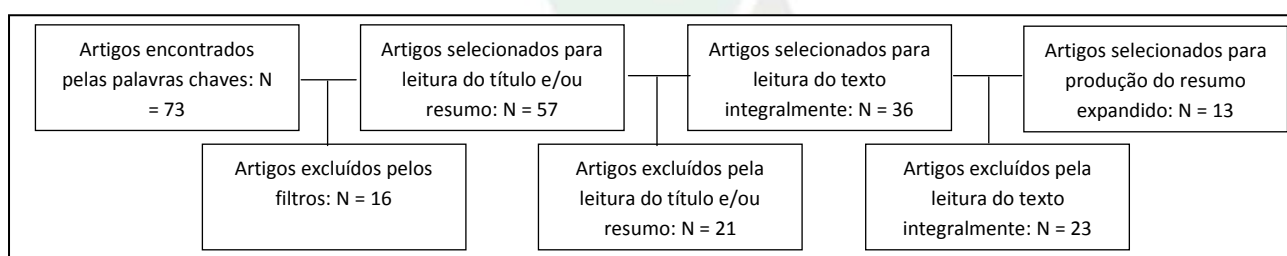 Artigos encontrados
pelas palavras chaves: N
= 73
Artigos selecionados para
leitura do título e/ou
resumo: N = 57
Artigos selecionados para
leitura do texto
integralmente: N = 36
Artigos selecionados para
produção do resumo
expandido: N = 13
Artigos excluídos pelos
filtros: N = 16
Artigos excluídos pela
leitura do título e/ou
resumo: N = 21
Artigos excluídos pela
leitura do texto
integralmente: N = 23